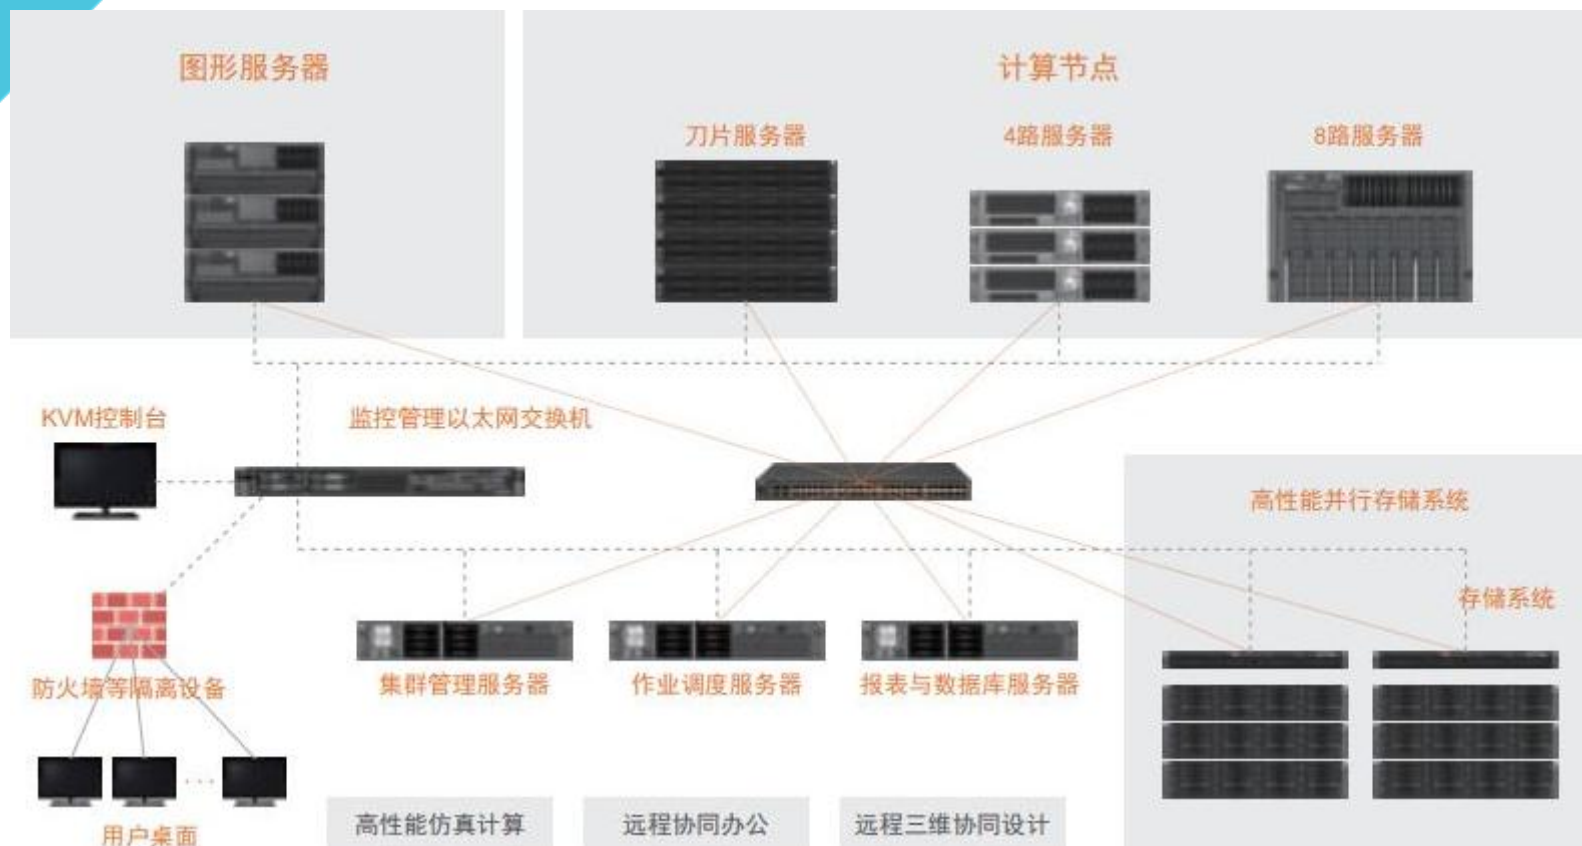 图形服务器
计算节点
刀片服务器
4路服务器
8路服务器
KVM控制台
监控管理以太网交换机
高性能并行存储系统
存储系统
防火墙等隔离设备
集群管理服务器
作业调度服务器
报表与数据库服务器
用户桌面
高性能仿真计算
远程协同办公
远程三维协同设计